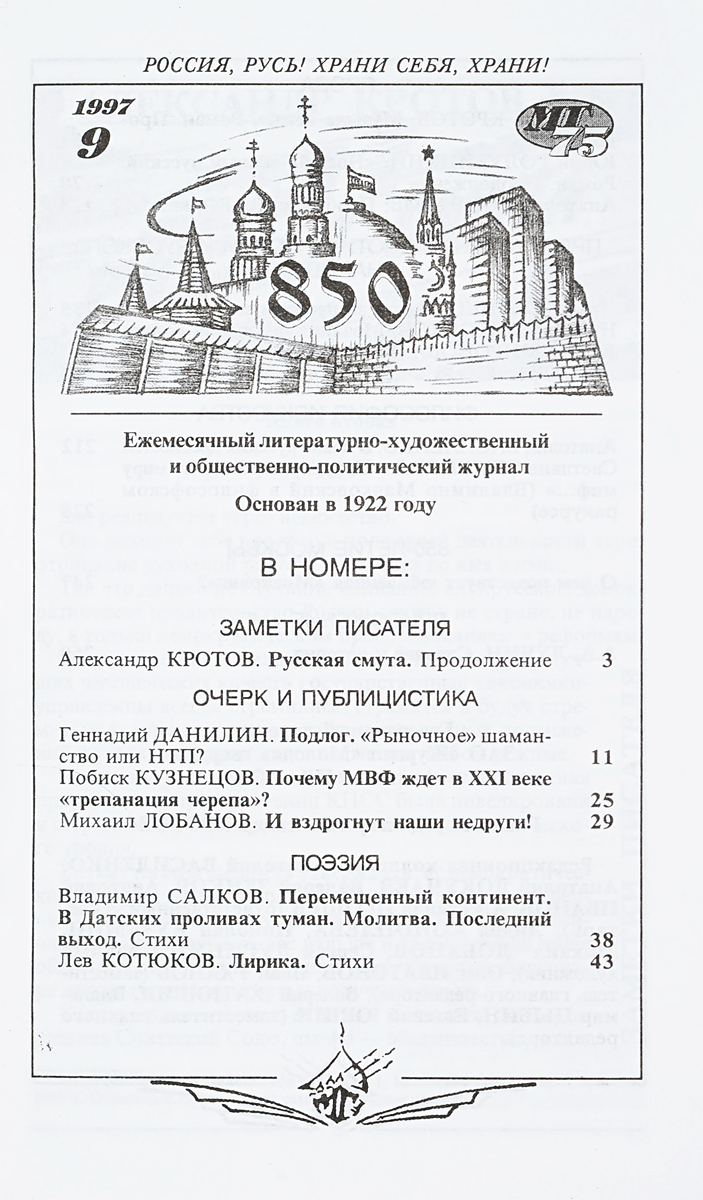 РОССИЯ, РУСЬ! ХРАНИ СЕБЯ, ХРАНИ!
1997
9
МГ
75
850
Ежемесячный литературно-художественный
и общественно-политический журнал
Основан в 1922 году
В НОМЕРЕ:
ЗАМЕТКИ ПИСАТЕЛЯ
Александр КРОТОВ. Русская смута. Продолжение 3
ОЧЕРК И ПУБЛИЦИСТИКА
Геннадий ДАНИЛИН. Подлог. «Рыночное» шаман-
ство или НТП? 11
Побиск КУЗНЕЦОВ. Почему МВФ ждет в XXI веке
«трепанация черепа»? 25
Михаил ЛОБАНОВ. И вздрогнут наши недруги! 29
ПОЭЗИЯ
Владимир САЛКОВ. Перемещенный континент.
В Датских проливах туман. Молитва. Последний
выход. Стихи 38
Лев КОТЮКОВ. Лирика. Стихи 43